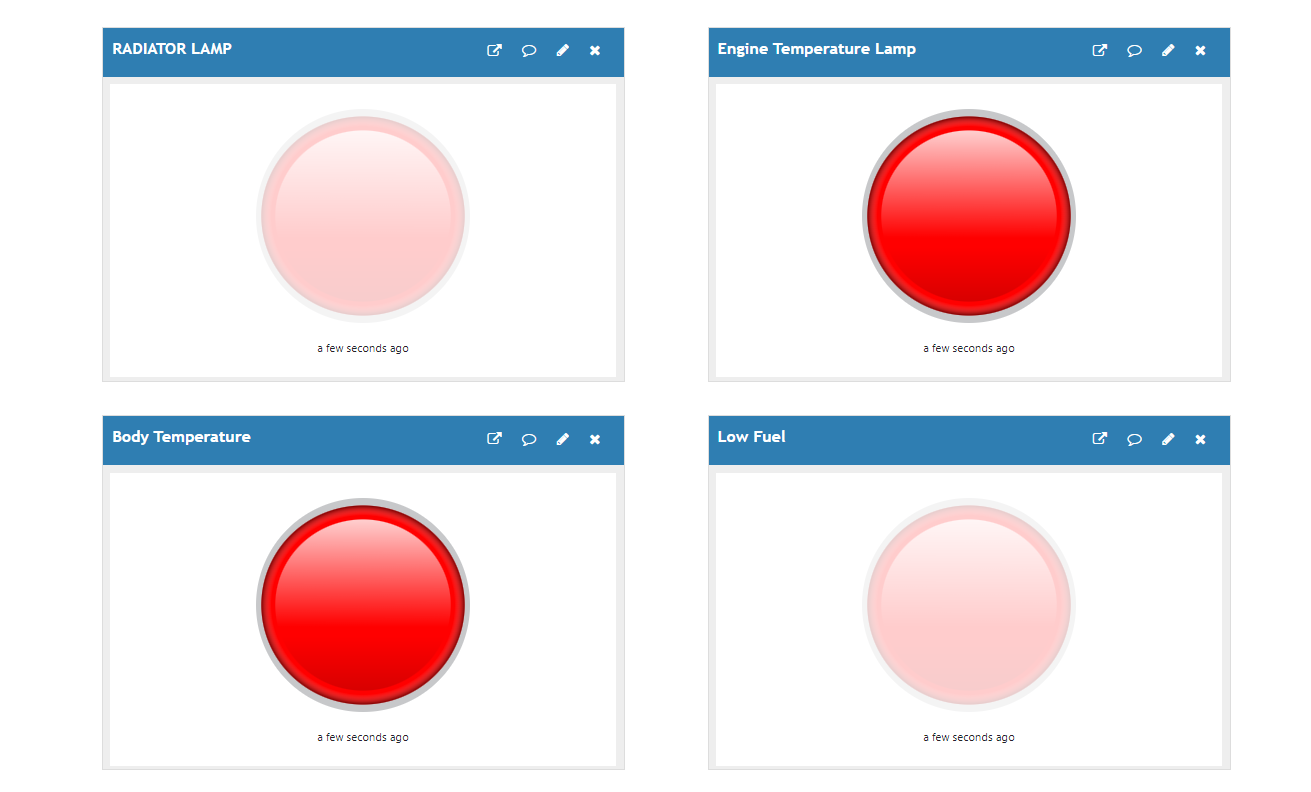 RADIATOR LAMP
Engine Temperature Lamp
a few seconds ago
a few seconds ago
Body Temperature
Low Fuel
a few seconds ago
a few seconds ago